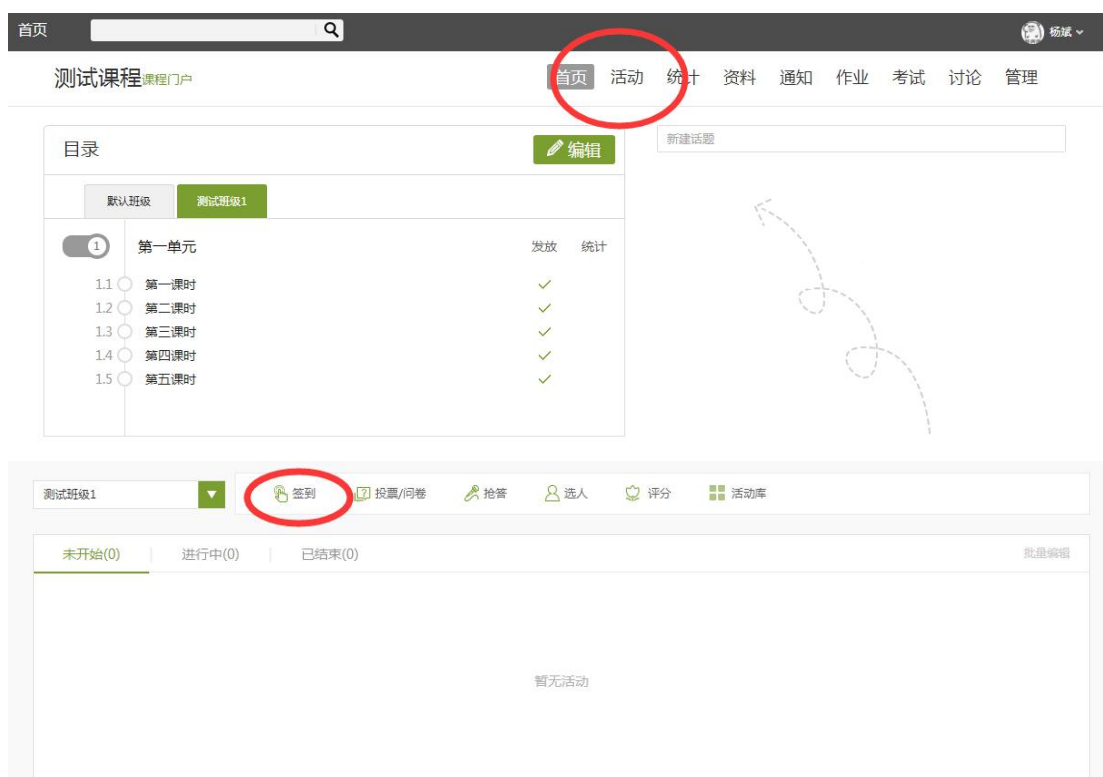 首页 杨斌
测试课程 课程门户 首页 活动 统计 资料 通知 作业 考试 讨论 管理
新建话题
目录 编辑
默认班级 测试班级1
1 第一单元 发放 统计
1.1 第一课时
1.2 第二课时
1.3 第三课时
1.4 第四课时
1.5 第五课时
测试班级1 签到 投票/问卷 抢答 选人 评分 活动库
未开始(0) 进行中(0) 已结束(0) 批量编辑
暂无活动